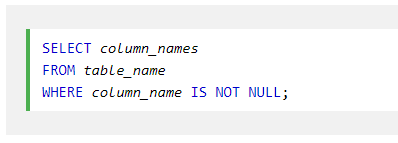 SELECT column_names
FROM table_name
WHERE column_name IS NOT NULL;